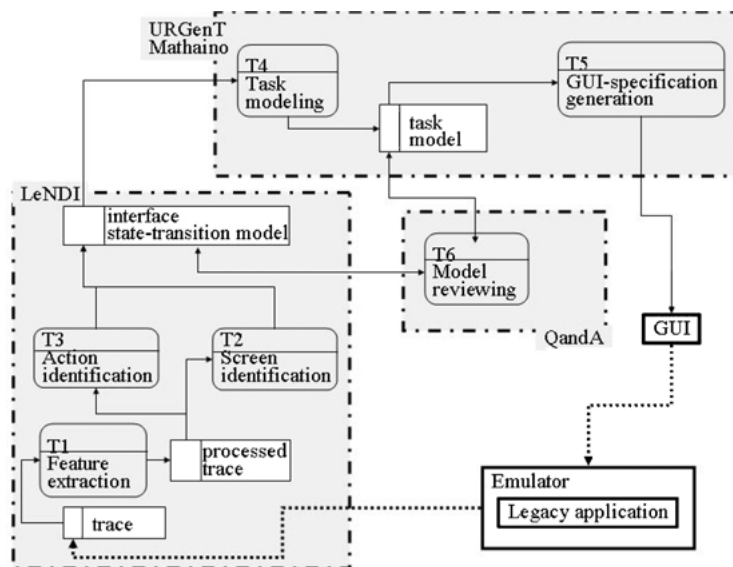 URGenT
Mathaino
T4
Task
modeling
T5
GUI-specification
generation
task
model
LeNDI
interface
state-transition model
T6
Model
reviewing
QandA
GUI
T3
Action
identification
T2
Screen
identification
T1
Feature
extraction
processed
trace
trace
Emulator
Legacy application